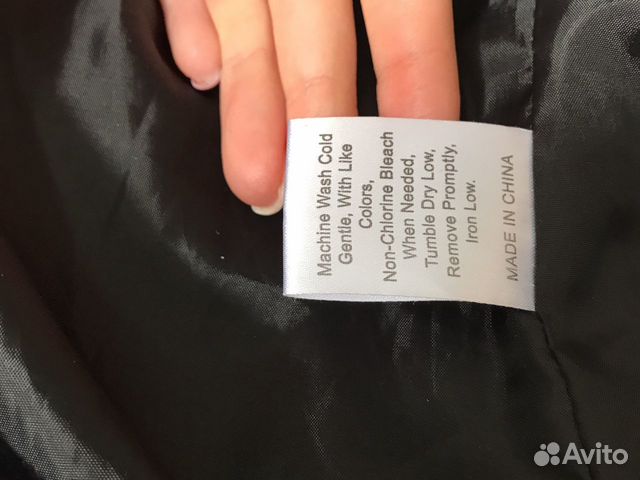 Machine Wash Cold
Gentle, With Like
Colors,
Non-Chlorine Bleach
When Needed,
Tumble Dry Low,
Remove Promptly,
Iron Low.
MADE IN CHINA
Avito